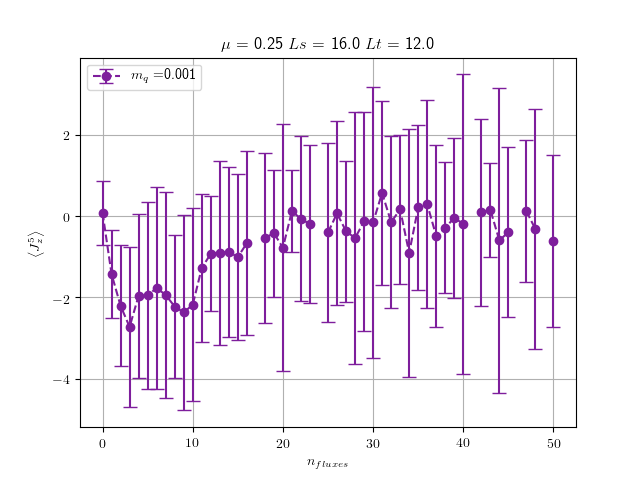 μ = 0.25 Ls = 16.0 Lt = 12.0
m_q =0.001
⟨J_z^5⟩
2
0
−2
−4
0 10 20 30 40 50
n_fluxes